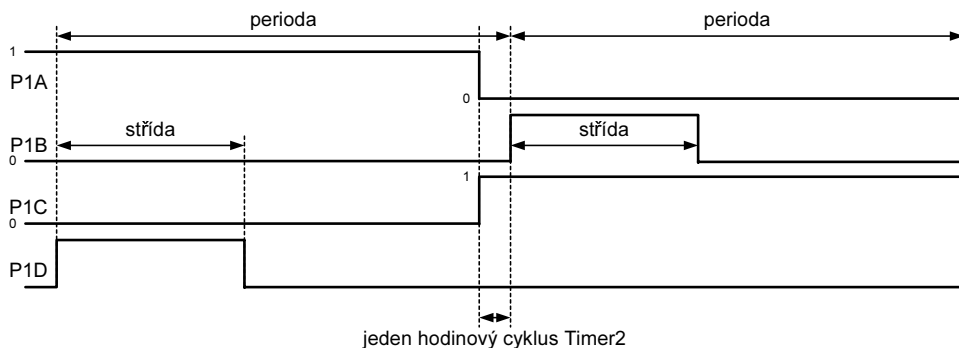 perioda perioda
1
P1A
0
střída střída
P1B
0
1
P1C
0
P1D
jeden hodinový cyklus Timer2